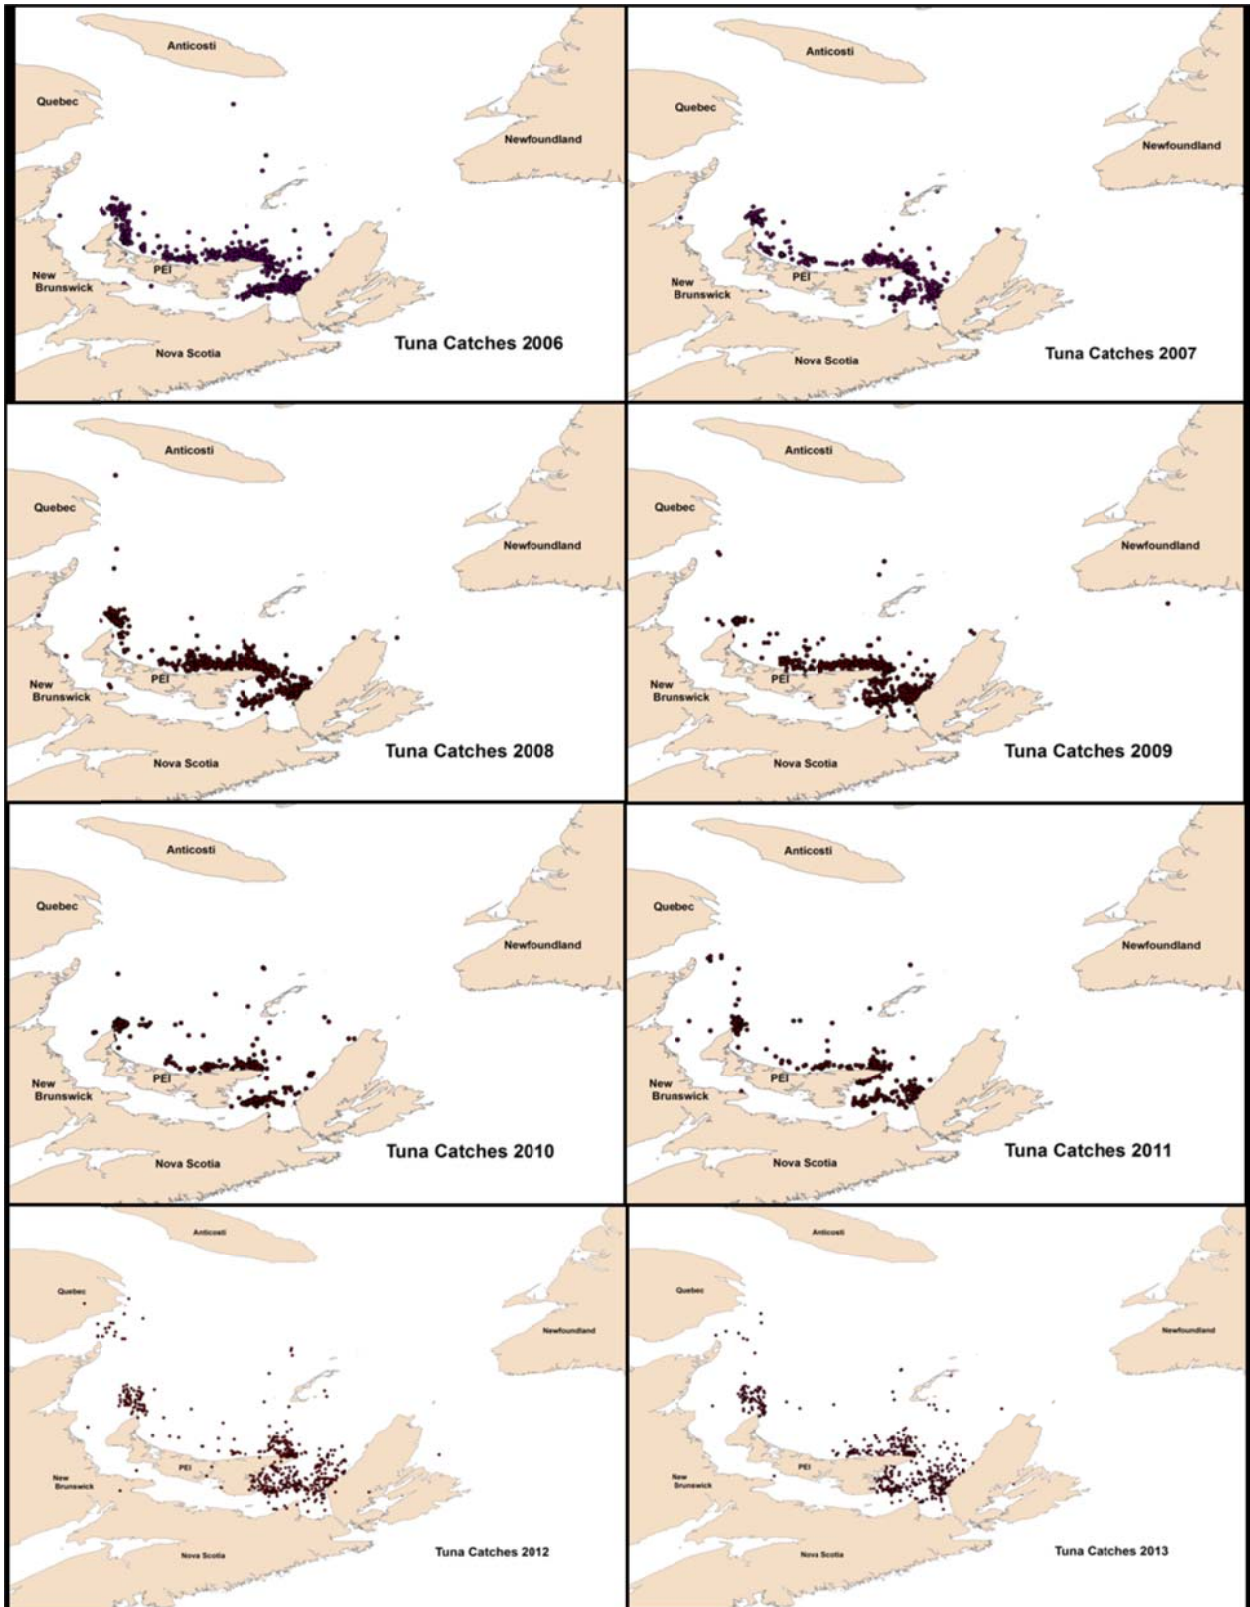 Anticosti
Quebec
Newfoundland
PEI
New
Brunswick
Nova Scotia
Tuna Catches 2006
Anticosti
Quebec
Newfoundland
PEI
New
Brunswick
Nova Scotia
Tuna Catches 2007
Anticosti
Quebec
Newfoundland
PEI
New
Brunswick
Nova Scotia
Tuna Catches 2008
Anticosti
Quebec
Newfoundland
PEI
New
Brunswick
Nova Scotia
Tuna Catches 2009
Anticosti
Quebec
Newfoundland
PEI
New
Brunswick
Nova Scotia
Tuna Catches 2010
Anticosti
Quebec
Newfoundland
PEI
New
Brunswick
Nova Scotia
Tuna Catches 2011
Anticosti
Quebec
Newfoundland
PEI
New
Brunswick
Nova Scotia
Tuna Catches 2012
Anticosti
Quebec
Newfoundland
PEI
New
Brunswick
Nova Scotia
Tuna Catches 2013